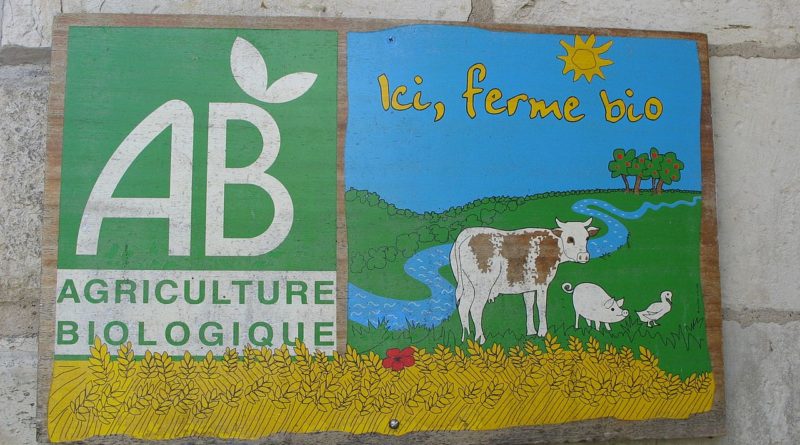 AB
AGRICULTURE
BIOLOGIQUE
Ici, ferme bio